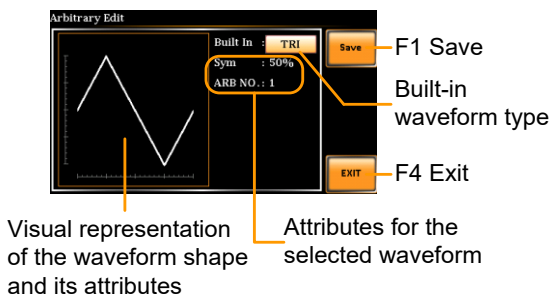 Arbitrary Edit
Built In : TRI
Sym : 50%
ARB NO.: 1
Save
EXIT
F1 Save
Built-in
waveform type
F4 Exit
Visual representation
of the waveform shape
and its attributes
Attributes for the
selected waveform